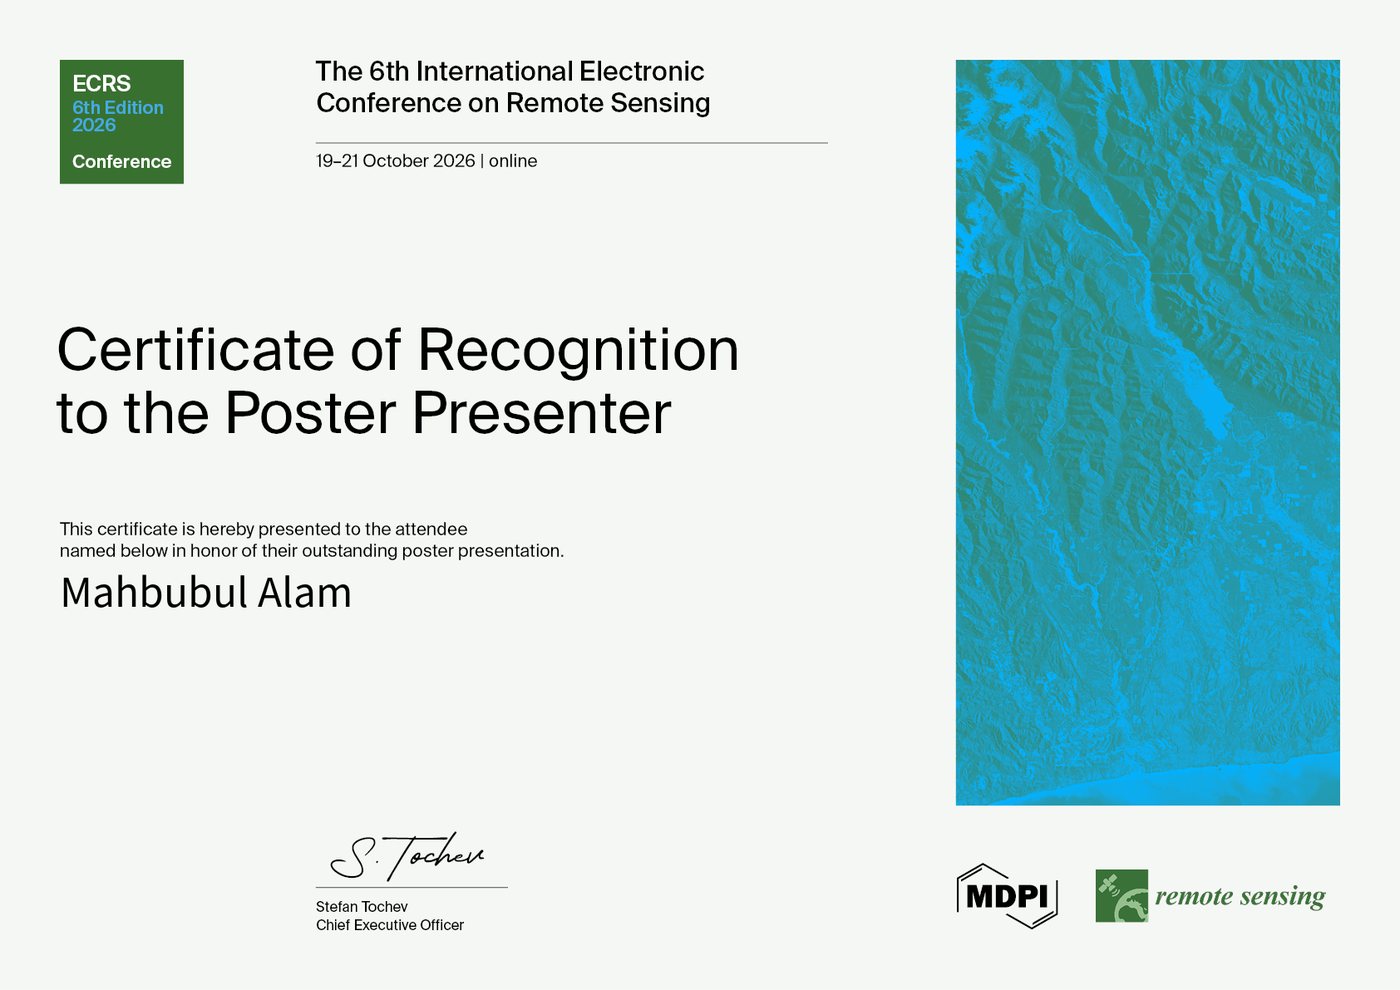 ECRS
6th Edition
2026
Conference
The 6th International Electronic
Conference on Remote Sensing
19–21 October 2026 | online
Certificate of Recognition
to the Poster Presenter
This certificate is hereby presented to the attendee
named below in honor of their outstanding poster presentation.
Mahbubul Alam
S. Tochev
Stefan Tochev
Chief Executive Officer
MDPI
remote sensing